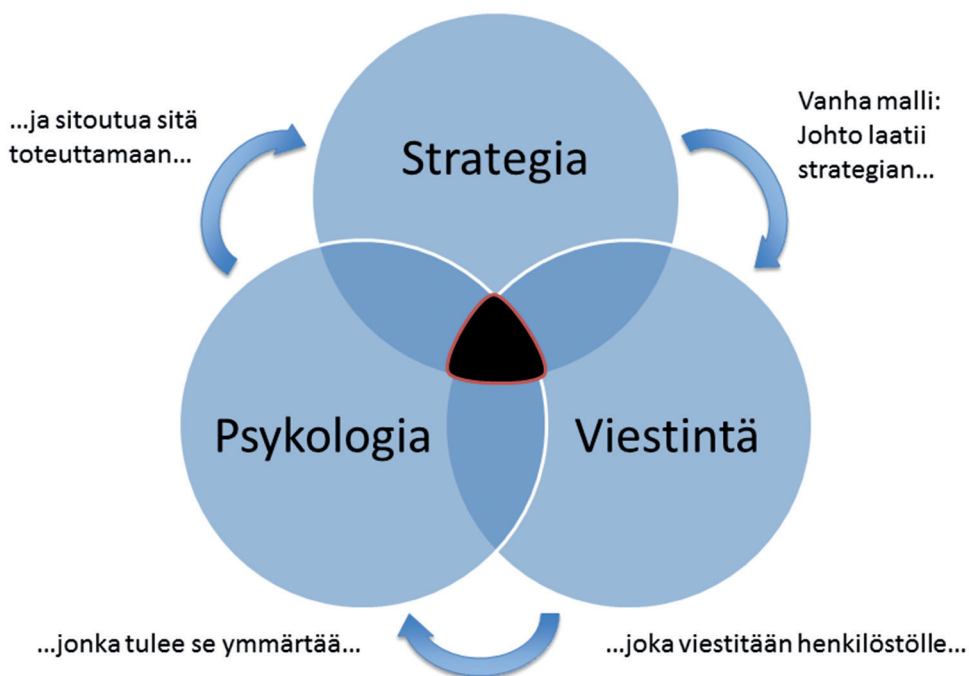 Strategia
Vanha malli:
Johto laatii
strategian...
Viestintä
...joka viestitään henkilöstölle...
...jonka tulee se ymmärtää...
Psykologia
...ja sitoutua sitä
toteuttamaan...